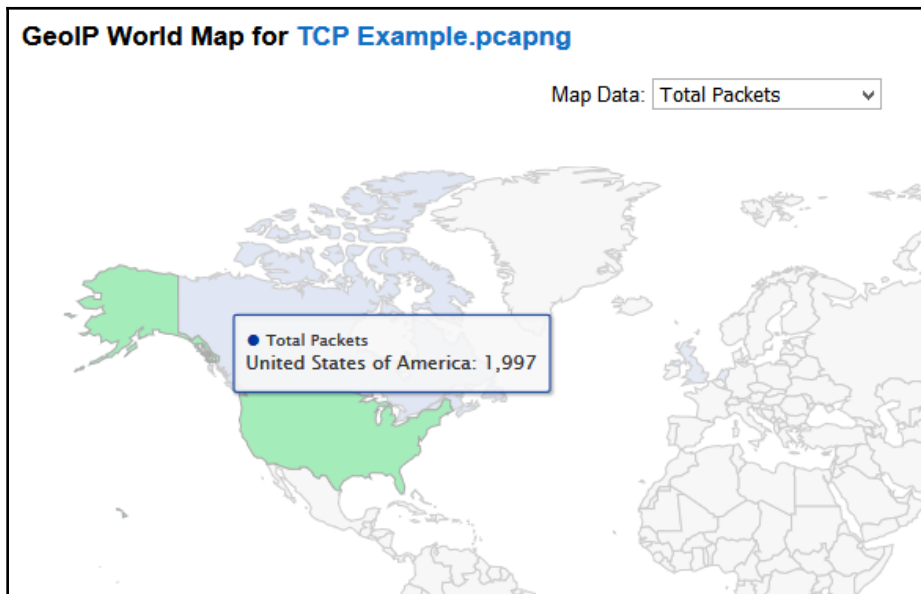 GeoIP World Map for TCP Example.pcapng
Map Data: Total Packets
Total Packets
United States of America: 1,997